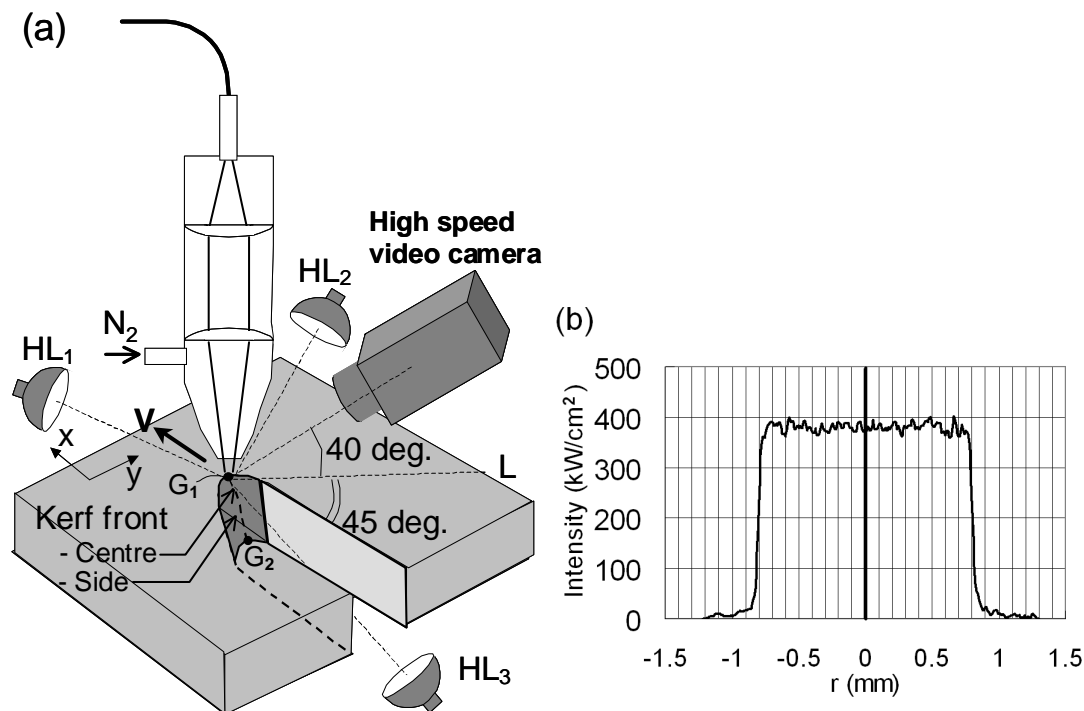 (a)
High speed
video camera
HL₂
N₂
HL₁
V
x
y
40 deg.
L
G₁
45 deg.
Kerf front
- Centre
- Side
G₂
HL₃
(b)
Intensity (kW/cm²)
500
400
300
200
100
0
-1.5 -1 -0.5 0 0.5 1 1.5
r (mm)